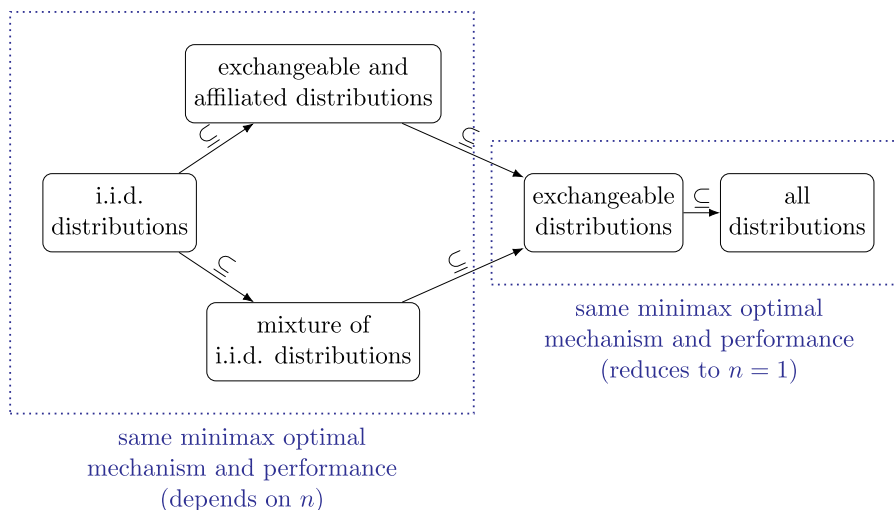 exchangeable and
affiliated distributions
⊆
⊆
i.i.d.
distributions
exchangeable
distributions
⊆
all
distributions
⊆
⊆
mixture of
i.i.d. distributions
same minimax optimal
mechanism and performance
(reduces to n = 1)
same minimax optimal
mechanism and performance
(depends on n)